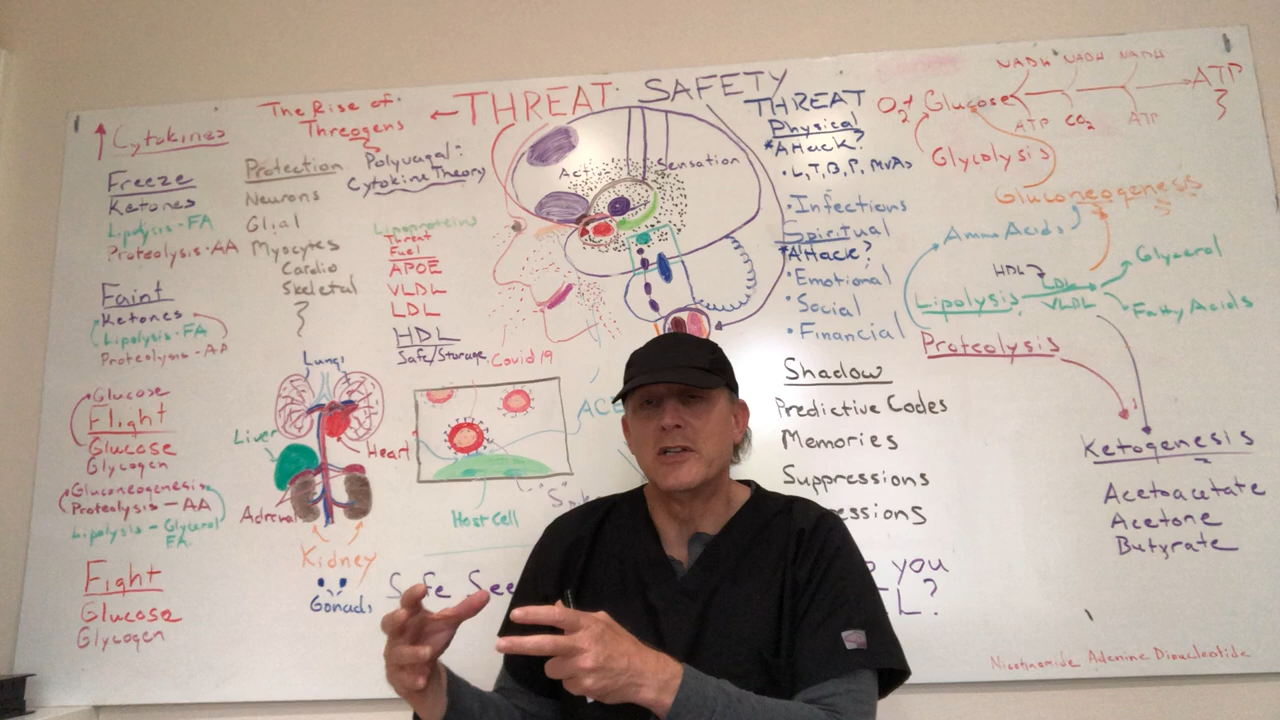 THREAT SAFETY
The Rise of
Threogens
Cytokines
Freeze
Ketones
Lipolysis - FA
Proteolysis - AA
Faint
Ketones
Lipolysis - FA
Proteolysis - AA
Glucose
Flight
Glucose
Glycogen
Gluconeogenesis
Proteolysis - AA
Lipolysis - Glycerol
FA
Fight
Glucose
Glycogen
Protection
Neurons
Glial
Myocytes
Cardio
Skeletal
Polyvagal:
Cytokine Theory
Lipoproteins
Threat
Fuel
APOE
VLDL
LDL
HDL
Safe/Storage
Lungs
Liver
Heart
Adrenal
Kidney
Gonads
Sensation
Covid 19
Host Cell
Safe
THREAT
Physical
*AHack?
• L, T, B, P, MVAs
• Infections
Spiritual
*AHack?
• Emotional
• Social
• Financial
Shadow
Predictive Codes
Memories
Suppressions
you
L?
NADH NADH NADH
O2 + Glucose
ATP
ATP CO2 ATP
Glycolysis
Gluconeogenesis
Amino Acids
Glycerol
HDL
LDL
Lipolysis
VLDL
Fatty Acids
Proteolysis
Ketogenesis
Acetoacetate
Acetone
Butyrate
Nicotinamide Adenine Dinucleotide